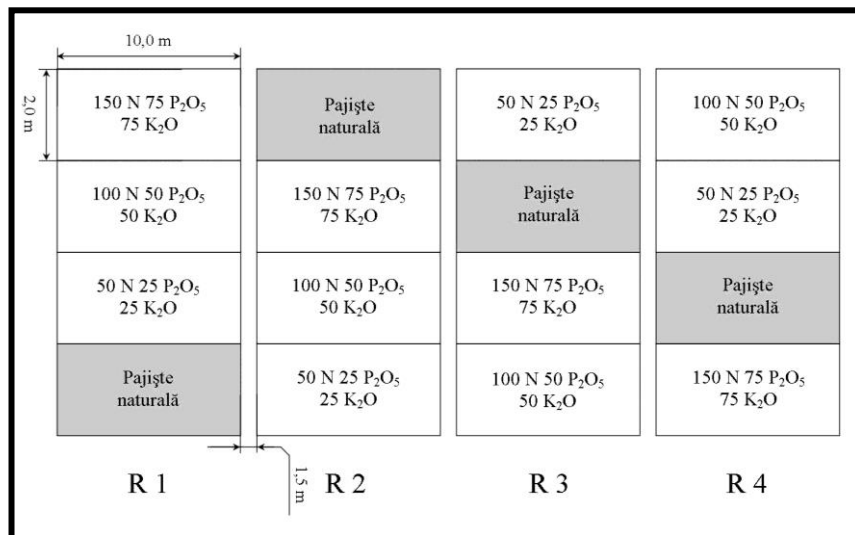 10,0 m
2,0 m
150 N 75 P₂O₅
75 K₂O
100 N 50 P₂O₅
50 K₂O
50 N 25 P₂O₅
25 K₂O
Pajişte
naturală
R 1
1,5 m
Pajişte
naturală
150 N 75 P₂O₅
75 K₂O
100 N 50 P₂O₅
50 K₂O
50 N 25 P₂O₅
25 K₂O
R 2
50 N 25 P₂O₅
25 K₂O
Pajişte
naturală
150 N 75 P₂O₅
75 K₂O
100 N 50 P₂O₅
50 K₂O
R 3
100 N 50 P₂O₅
50 K₂O
50 N 25 P₂O₅
25 K₂O
Pajişte
naturală
150 N 75 P₂O₅
75 K₂O
R 4